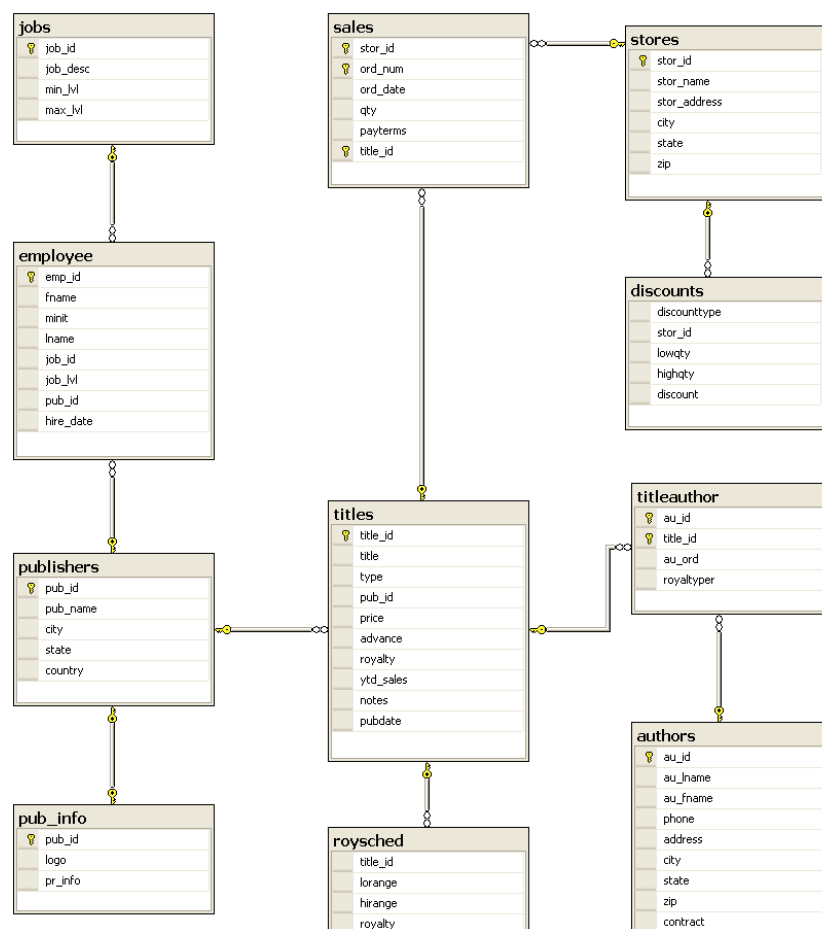 jobs
job_id
job_desc
min_lvl
max_lvl
sales
stor_id
ord_num
ord_date
qty
payterms
title_id
stores
stor_id
stor_name
stor_address
city
state
zip
employee
emp_id
fname
minit
lname
job_id
job_lvl
pub_id
hire_date
discounts
discounttype
stor_id
lowqty
highqty
discount
titles
title_id
title
type
pub_id
price
advance
royalty
ytd_sales
notes
pubdate
titleauthor
au_id
title_id
au_ord
royaltyper
publishers
pub_id
pub_name
city
state
country
authors
au_id
au_lname
au_fname
phone
address
city
state
zip
contract
pub_info
pub_id
logo
pr_info
roysched
title_id
lorange
hirange
royalty